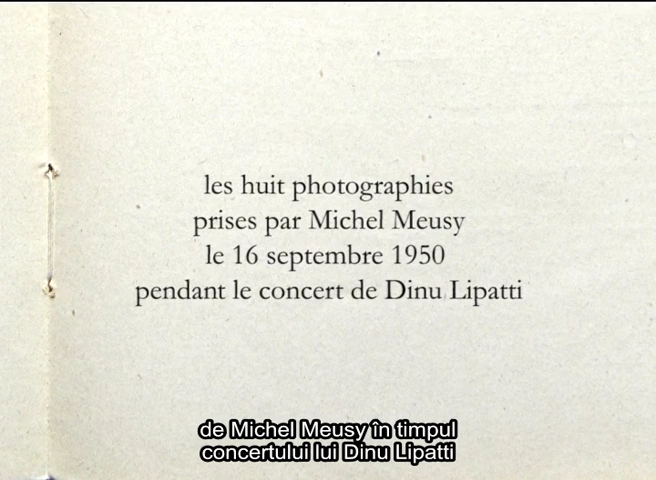 les huit photographies
prises par Michel Meusy
le 16 septembre 1950
pendant le concert de Dinu Lipatti
de Michel Meusy în timpul
concertului lui Dinu Lipatti